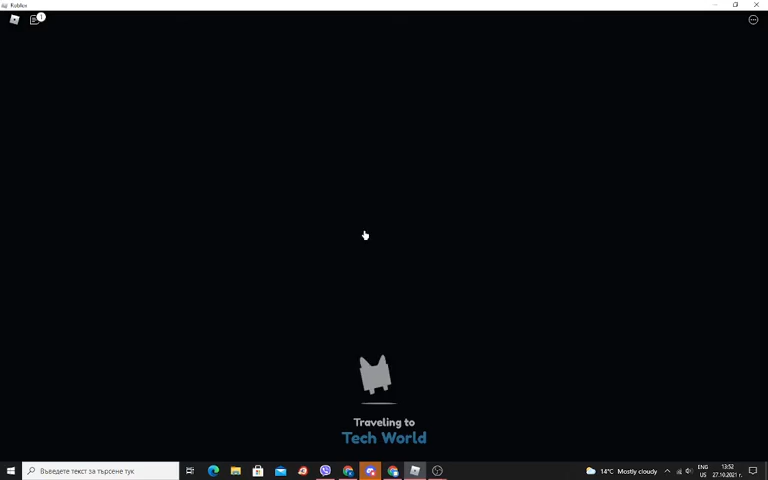 Roblox
1
Traveling to
Tech World
Въведете текст за търсене тук
14°C Mostly cloudy
ENG
US
13:52
27.10.2021 г.